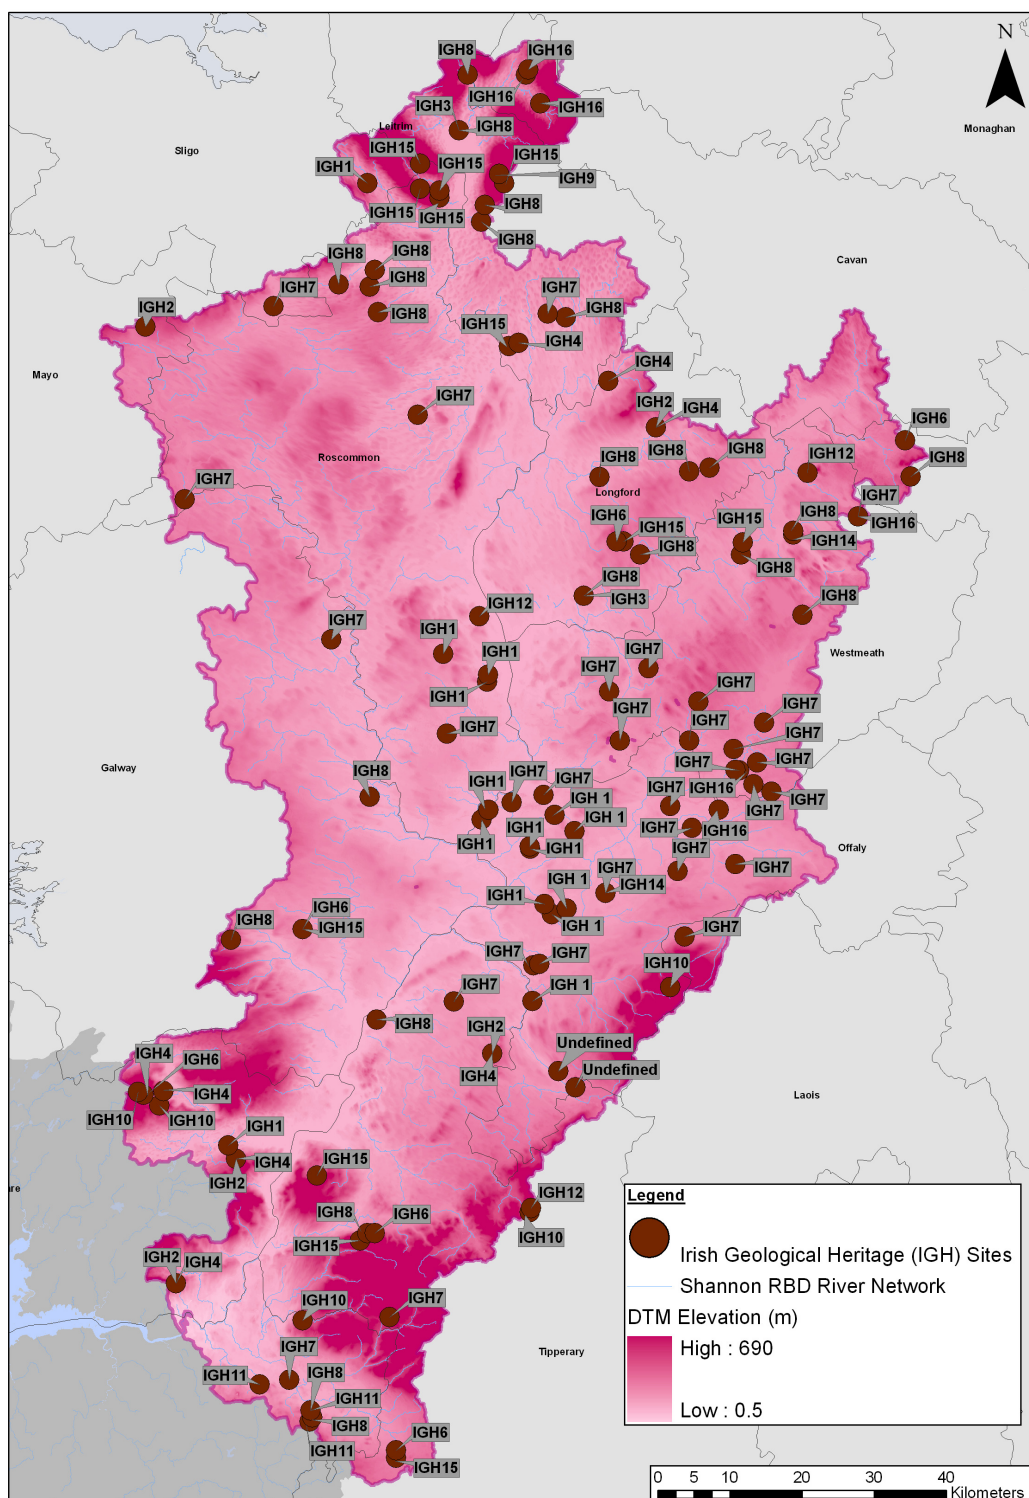 N
IGH8
IGH16
IGH16
IGH16
IGH3
IGH8
Leitrim
Monaghan
Sligo
IGH15
IGH15
IGH15
IGH1
IGH9
IGH15
IGH15
IGH8
IGH8
IGH8
IGH8
IGH8
Cavan
IGH7
IGH7
IGH8
IGH8
IGH2
IGH15
IGH4
Mayo
IGH4
IGH7
IGH2
IGH4
IGH6
Roscommon
IGH8
IGH8
IGH8
IGH12
IGH8
IGH7
Longford
IGH7
IGH16
IGH6
IGH15
IGH15
IGH8
IGH14
IGH8
IGH8
IGH8
IGH3
IGH12
IGH8
IGH7
IGH1
IGH1
IGH7
Westmeath
IGH7
IGH1
IGH7
IGH7
IGH7
IGH7
IGH7
IGH7
Galway
IGH7
IGH7
IGH8
IGH7
IGH7
IGH16
IGH1
IGH7
IGH 1
IGH7
IGH7
IGH7
IGH 1
IGH7
IGH16
IGH1
IGH1
IGH1
IGH7
IGH7
Offaly
IGH 1
IGH7
IGH14
IGH1
IGH6
IGH 1
IGH8
IGH15
IGH7
IGH7
IGH7
IGH10
IGH7
IGH 1
IGH8
IGH2
Undefined
IGH4
Undefined
IGH4
IGH6
IGH4
Laois
IGH10
IGH10
IGH1
IGH4
IGH2
IGH15
IGH12
IGH8
IGH6
IGH10
IGH15
are
IGH2
IGH4
IGH10
IGH7
Tipperary
IGH7
IGH11
IGH8
IGH11
IGH8
IGH11
IGH6
IGH15
Legend
Irish Geological Heritage (IGH) Sites
Shannon RBD River Network
DTM Elevation (m)
High : 690
Low : 0.5
0 5 10 20 30 40
Kilometers